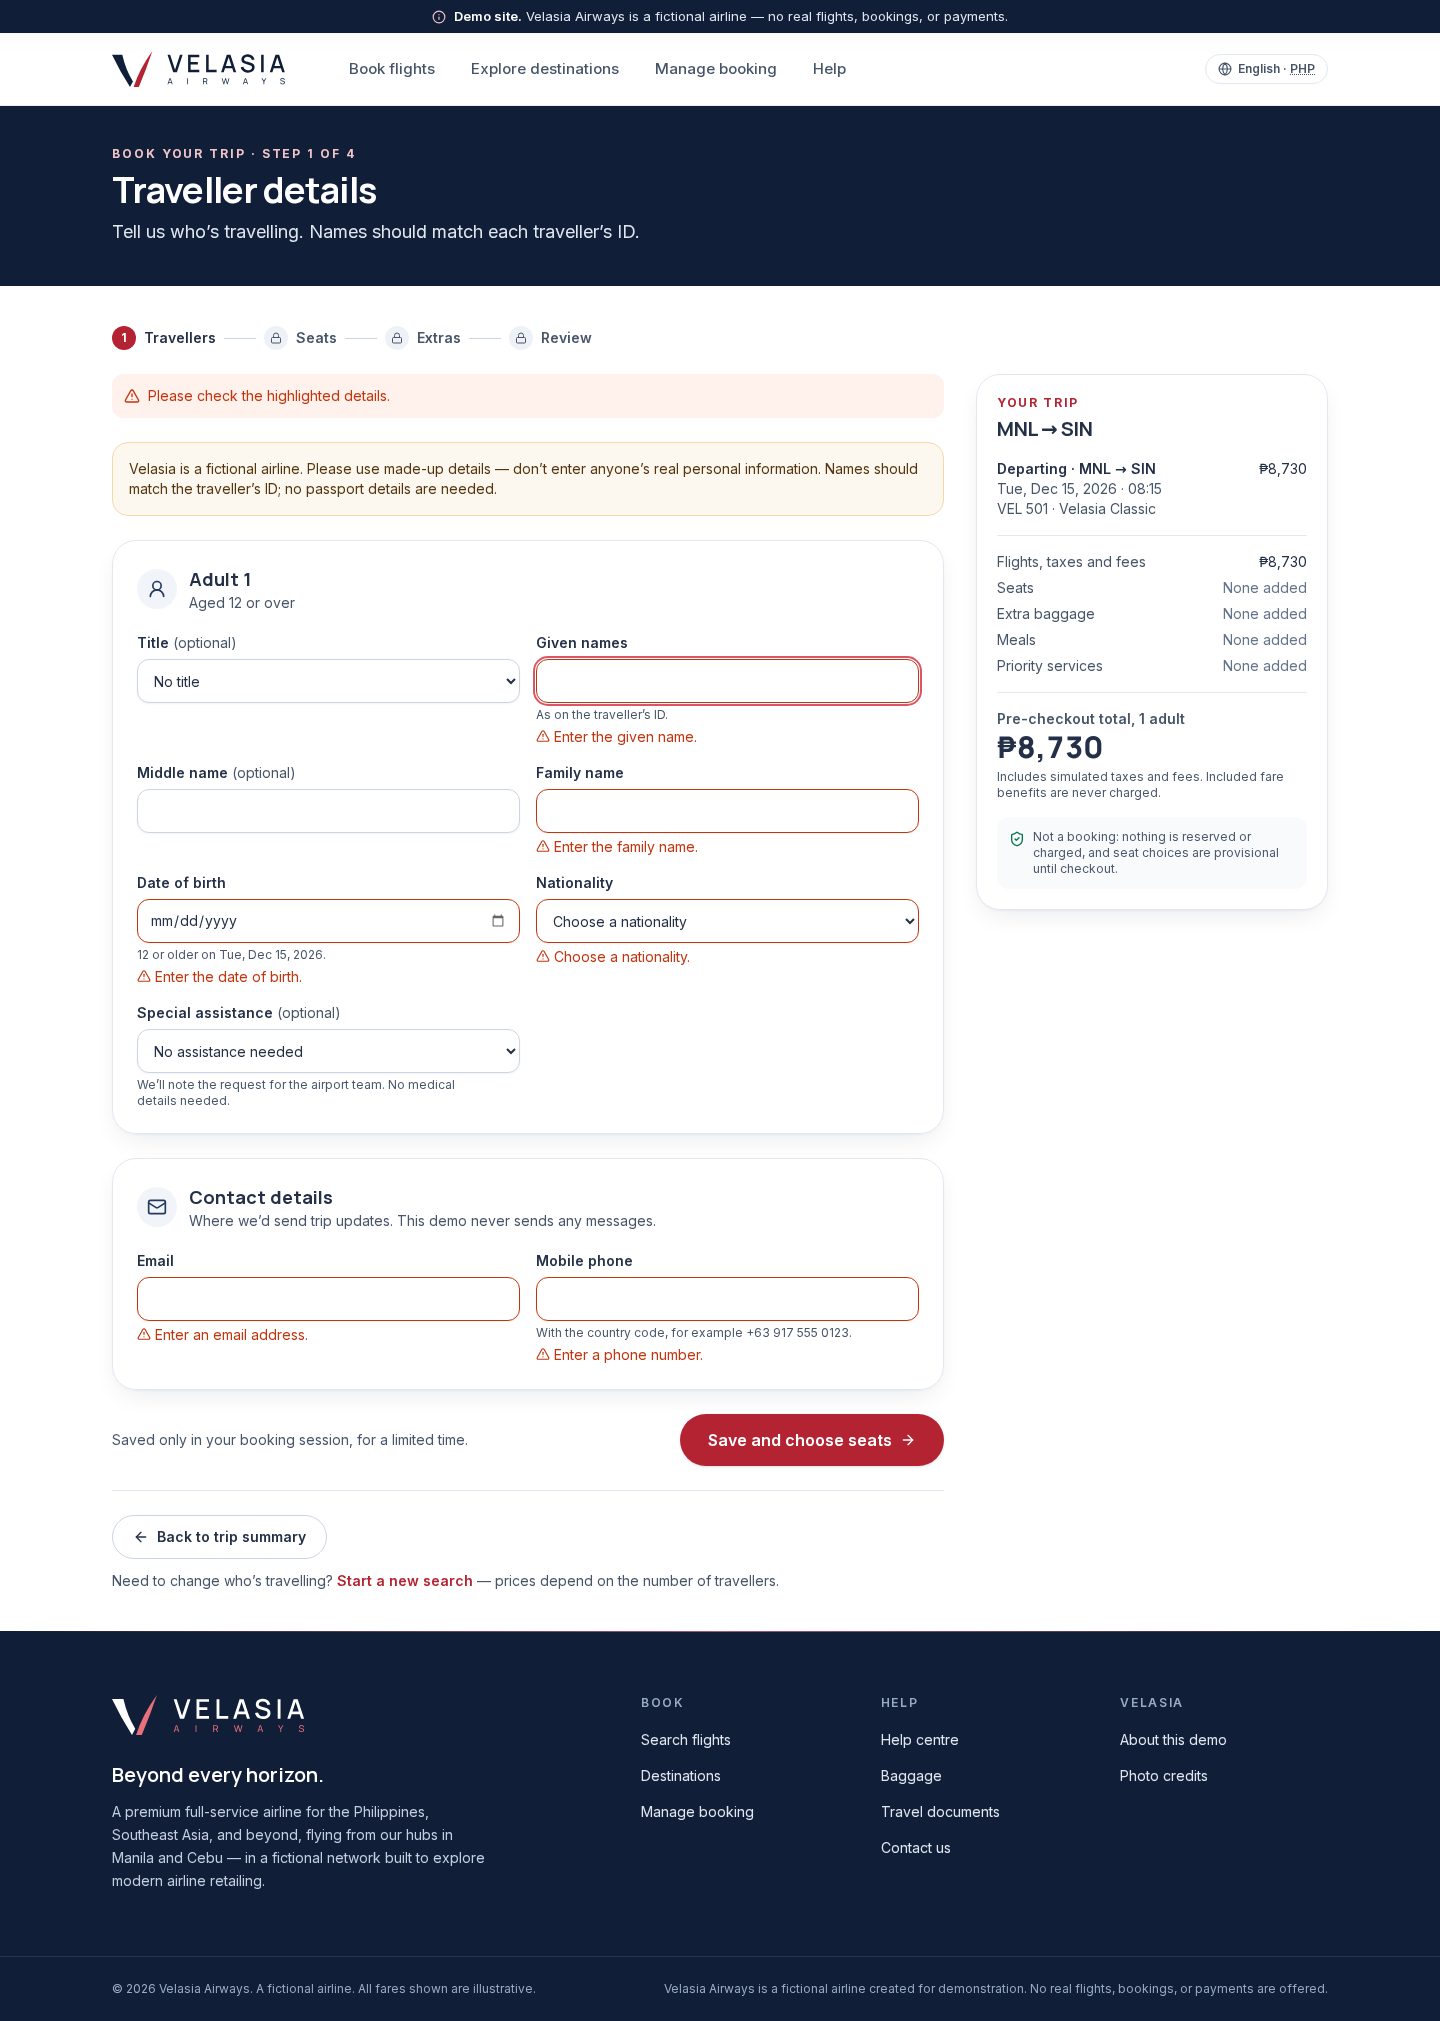 Demo site. Velasia Airways is a fictional airline — no real flights, bookings, or payments.
VELASIA
AIRWAYS
Book flights
Explore destinations
Manage booking
Help
English · PHP
BOOK YOUR TRIP · STEP 1 OF 4
Traveller details
Tell us who’s travelling. Names should match each traveller’s ID.
1 Travellers
Seats
Extras
Review
Please check the highlighted details.
Velasia is a fictional airline. Please use made-up details — don’t enter anyone’s real personal information. Names should
match the traveller’s ID; no passport details are needed.
Adult 1
Aged 12 or over
Title (optional)
No title
Given names
As on the traveller’s ID.
Enter the given name.
Middle name (optional)
Family name
Enter the family name.
Date of birth
mm/dd/yyyy
12 or older on Tue, Dec 15, 2026.
Enter the date of birth.
Nationality
Choose a nationality
Choose a nationality.
Special assistance (optional)
No assistance needed
We’ll note the request for the airport team. No medical
details needed.
Contact details
Where we’d send trip updates. This demo never sends any messages.
Email
Enter an email address.
Mobile phone
With the country code, for example +63 917 555 0123.
Enter a phone number.
Saved only in your booking session, for a limited time.
Save and choose seats
Back to trip summary
Need to change who’s travelling? Start a new search — prices depend on the number of travellers.
YOUR TRIP
MNL→SIN
Departing · MNL → SIN ₱8,730
Tue, Dec 15, 2026 · 08:15
VEL 501 · Velasia Classic
Flights, taxes and fees ₱8,730
Seats None added
Extra baggage None added
Meals None added
Priority services None added
Pre-checkout total, 1 adult
₱8,730
Includes simulated taxes and fees. Included fare
benefits are never charged.
Not a booking: nothing is reserved or
charged, and seat choices are provisional
until checkout.
VELASIA
AIRWAYS
Beyond every horizon.
A premium full-service airline for the Philippines,
Southeast Asia, and beyond, flying from our hubs in
Manila and Cebu — in a fictional network built to explore
modern airline retailing.
BOOK
Search flights
Destinations
Manage booking
HELP
Help centre
Baggage
Travel documents
Contact us
VELASIA
About this demo
Photo credits
© 2026 Velasia Airways. A fictional airline. All fares shown are illustrative.
Velasia Airways is a fictional airline created for demonstration. No real flights, bookings, or payments are offered.